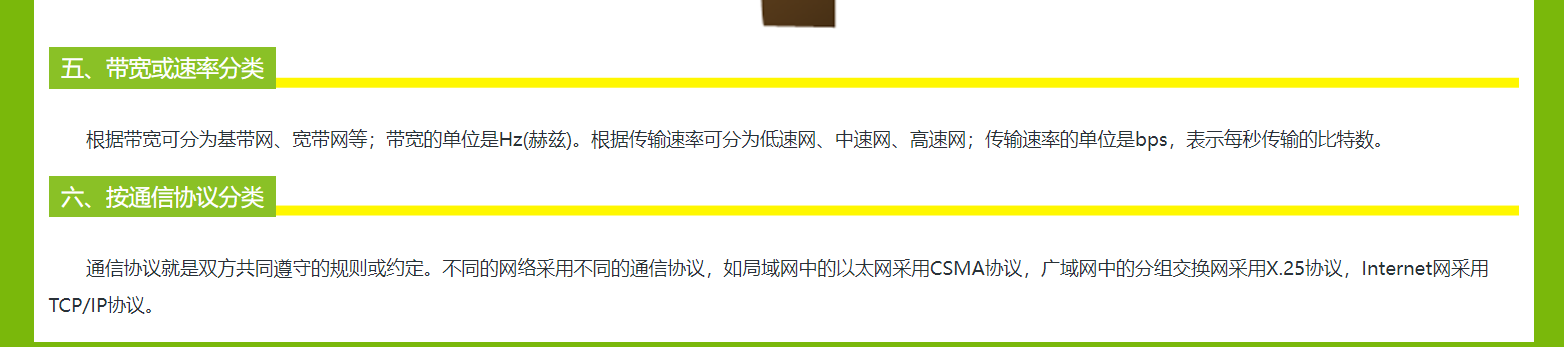 五、带宽或速率分类
根据带宽可分为基带网、宽带网等；带宽的单位是Hz(赫兹)。根据传输速率可分为低速网、中速网、高速网；传输速率的单位是bps，表示每秒传输的比特数。
六、按通信协议分类
通信协议就是双方共同遵守的规则或约定。不同的网络采用不同的通信协议，如局域网中的以太网采用CSMA协议，广域网中的分组交换网采用X.25协议，Internet网采用
TCP/IP协议。